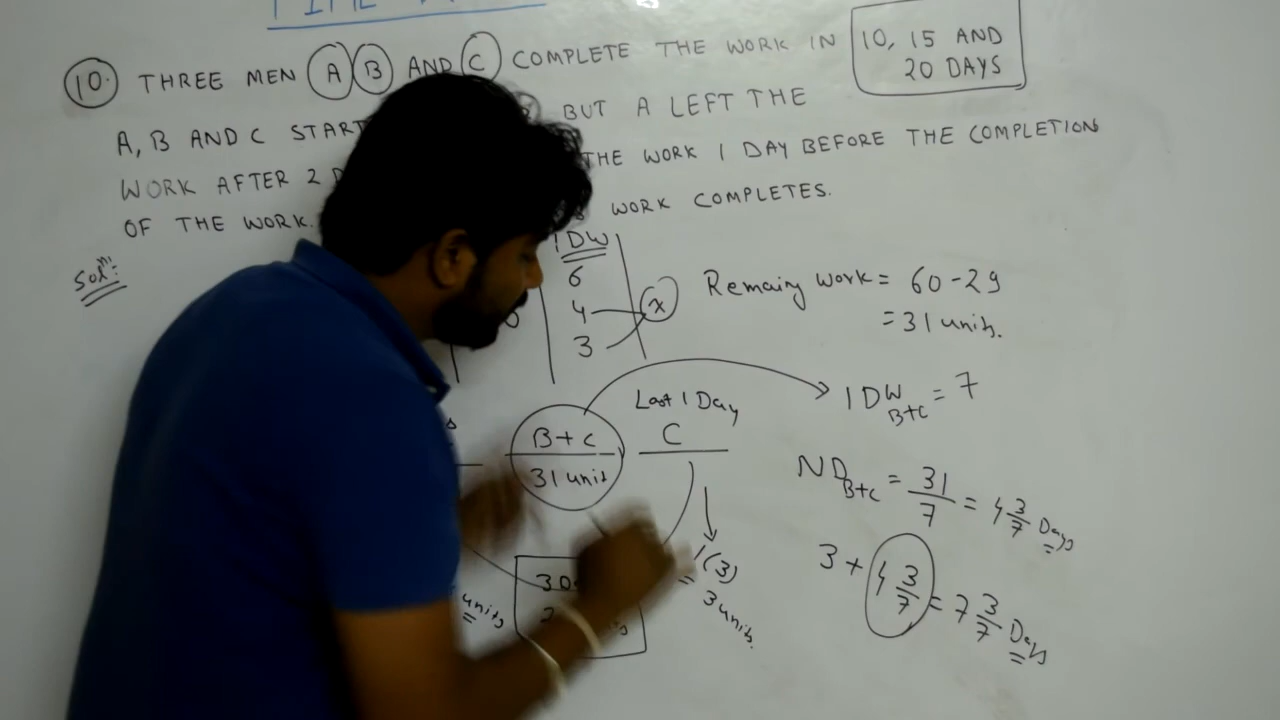 10. THREE MEN A B AND C COMPLETE THE WORK IN 10, 15 AND
20 DAYS
A, B AND C START BUT A LEFT THE
WORK AFTER 2 THE WORK 1 DAY BEFORE THE COMPLETION
OF THE WORK. WORK COMPLETES.
Solⁿ:
1DW
6
4
3
x
Remaing Work = 60-29
= 31 units.
1DW B+C = 7
Last 1 Day
B+C
31 unit
C
ND B+C = 31/7 = 4 3/7 Days
1(3)
= 3 units.
units
3 + 4 3/7 = 7 3/7 Days